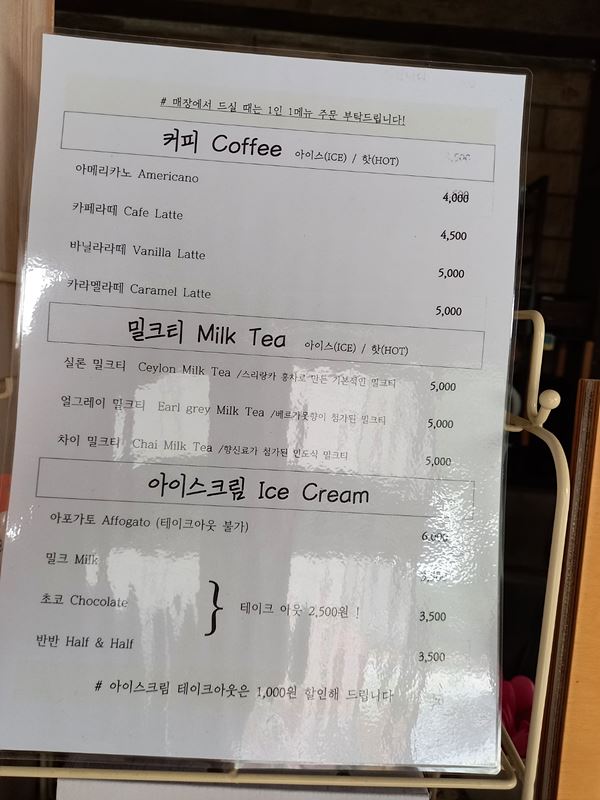 # 매장에서 드실 때는 1인 1메뉴 주문 부탁드립니다!
커피 Coffee 아이스(ICE) / 핫(HOT)
아메리카노 Americano 4,000
카페라떼 Cafe Latte 4,500
바닐라라떼 Vanilla Latte 5,000
카라멜라떼 Caramel Latte 5,000
밀크티 Milk Tea 아이스(ICE) / 핫(HOT)
실론 밀크티 Ceylon Milk Tea /스리랑카 홍차로 만든 기본적인 밀크티 5,000
얼그레이 밀크티 Earl grey Milk Tea /베르가못향이 첨가된 밀크티 5,000
차이 밀크티 Chai Milk Tea /향신료가 첨가된 인도식 밀크티 5,000
아이스크림 Ice Cream
아포가토 Affogato (테이크아웃 불가) 6,000
밀크 Milk
초코 Chocolate } 테이크 아웃 2,500원 ! 3,500
반반 Half & Half 3,500
# 아이스크림 테이크아웃은 1,000원 할인해 드립니다